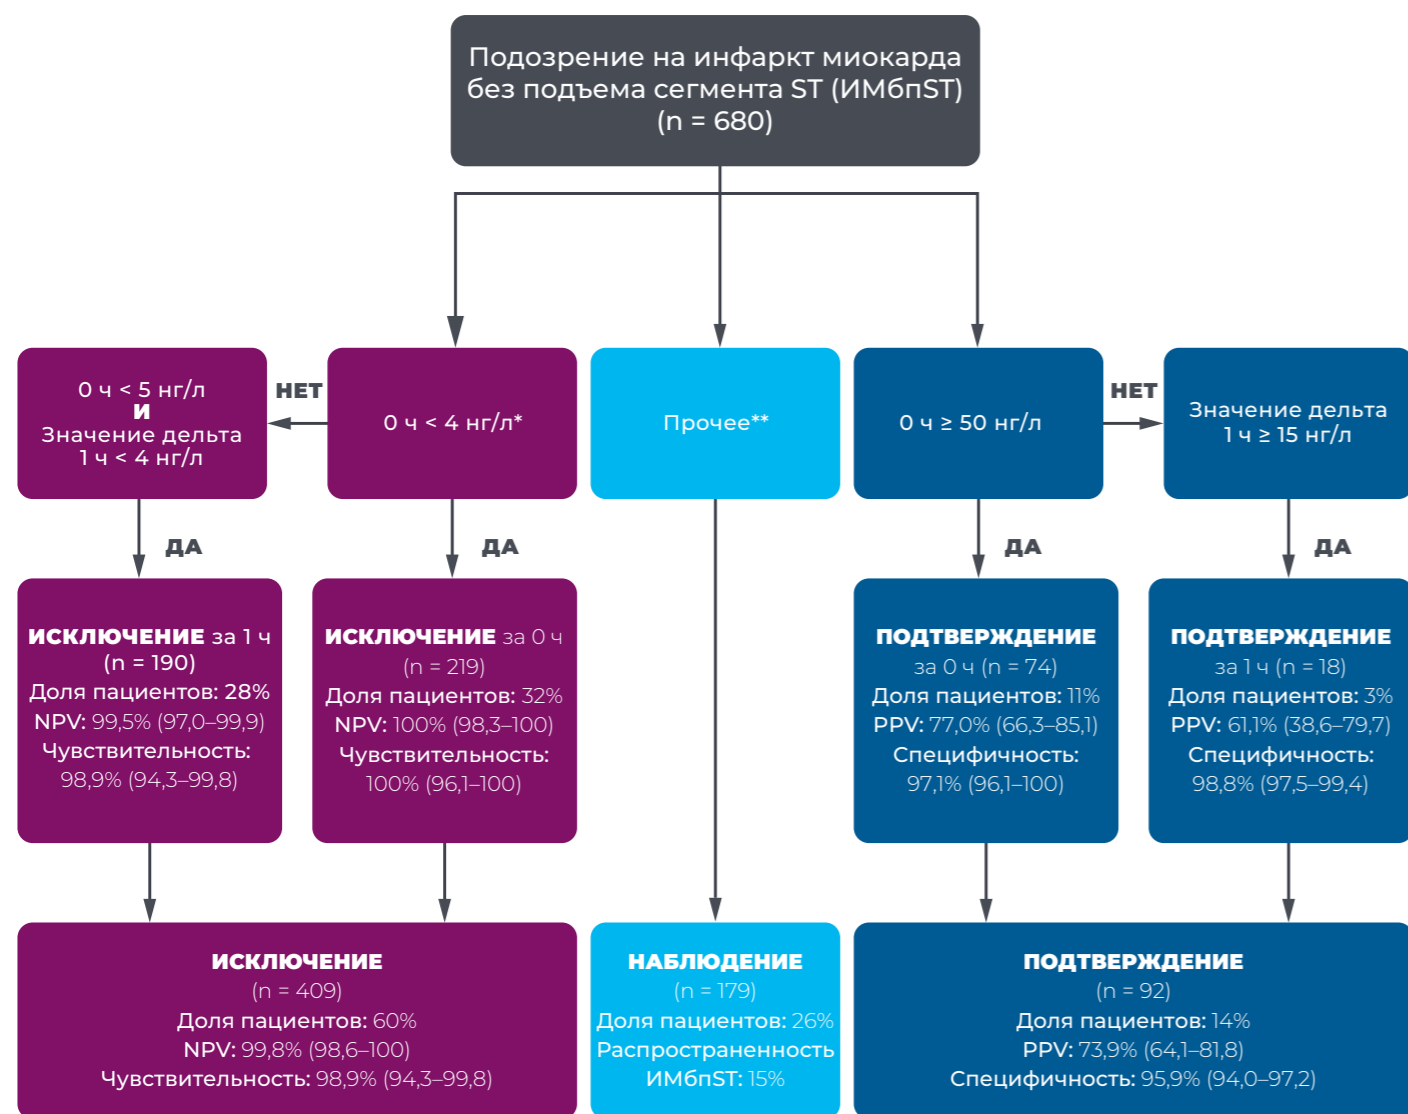 Подозрение на инфаркт миокарда
без подъема сегмента ST (ИМбпST)
(n = 680)
0 ч < 5 нг/л
И
Значение дельта
1 ч < 4 нг/л
НЕТ
0 ч < 4 нг/л*
Прочее**
0 ч ≥ 50 нг/л
НЕТ
Значение дельта
1 ч ≥ 15 нг/л
ДА
ДА
ДА
ДА
ИСКЛЮЧЕНИЕ за 1 ч
(n = 190)
Доля пациентов: 28%
NPV: 99,5% (97,0–99,9)
Чувствительность:
98,9% (94,3–99,8)
ИСКЛЮЧЕНИЕ за 0 ч
(n = 219)
Доля пациентов: 32%
NPV: 100% (98,3–100)
Чувствительность:
100% (96,1–100)
ПОДТВЕРЖДЕНИЕ
за 0 ч (n = 74)
Доля пациентов: 11%
PPV: 77,0% (66,3–85,1)
Специфичность:
97,1% (96,1–100)
ПОДТВЕРЖДЕНИЕ
за 1 ч (n = 18)
Доля пациентов: 3%
PPV: 61,1% (38,6–79,7)
Специфичность:
98,8% (97,5–99,4)
ИСКЛЮЧЕНИЕ
(n = 409)
Доля пациентов: 60%
NPV: 99,8% (98,6–100)
Чувствительность: 98,9% (94,3–99,8)
НАБЛЮДЕНИЕ
(n = 179)
Доля пациентов: 26%
Распространенность
ИМбпST: 15%
ПОДТВЕРЖДЕНИЕ
(n = 92)
Доля пациентов: 14%
PPV: 73,9% (64,1–81,8)
Специфичность: 95,9% (94,0–97,2)